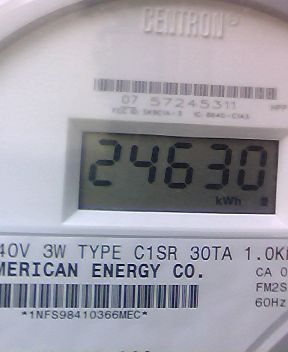 CENTRON®
07 57245311
24630
kWh
40V 3W TYPE C1SR 30TA 1.0K
MERICAN ENERGY CO.
CA 0
FM2S
60Hz
*1NFS98410366MEC*